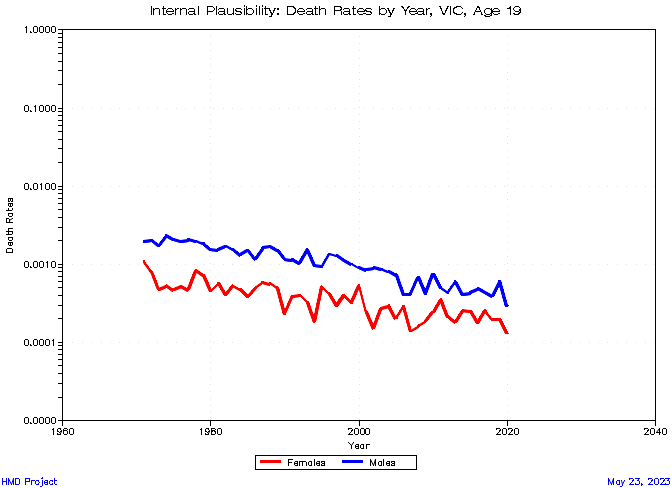 Internal Plausibility: Death Rates by Year, VIC, Age 19
1.0000
0.1000
0.0100
0.0010
0.0001
0.0000
Death Rates
1960
1980
2000
2020
2040
Year
Females
Males
HMD Project
May 23, 2023